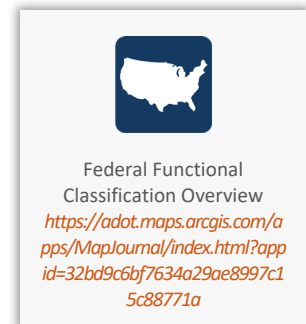 Federal Functional
Classification Overview
https://adot.maps.arcgis.com/a
pps/MapJournal/index.html?app
id=32bd9c6bf7634a29ae8997c1
5c88771a